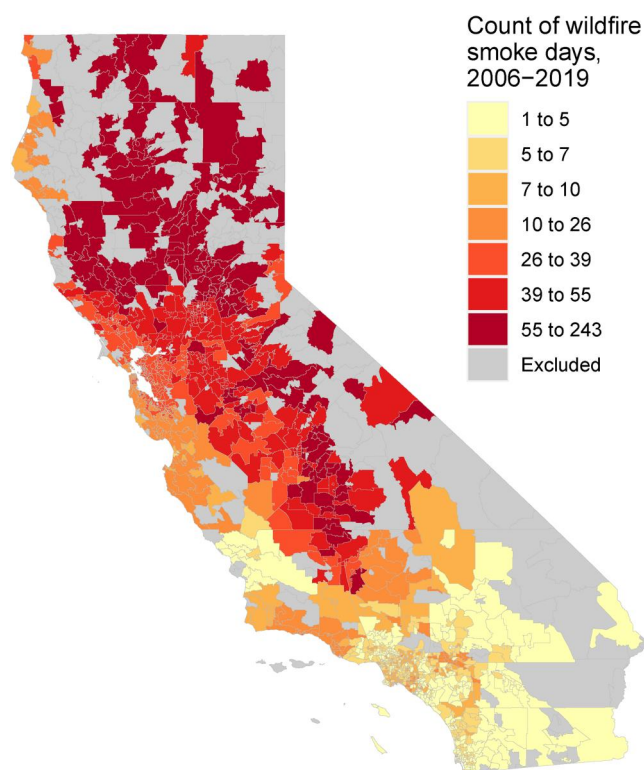 Count of wildfire
smoke days,
2006−2019
1 to 5
5 to 7
7 to 10
10 to 26
26 to 39
39 to 55
55 to 243
Excluded